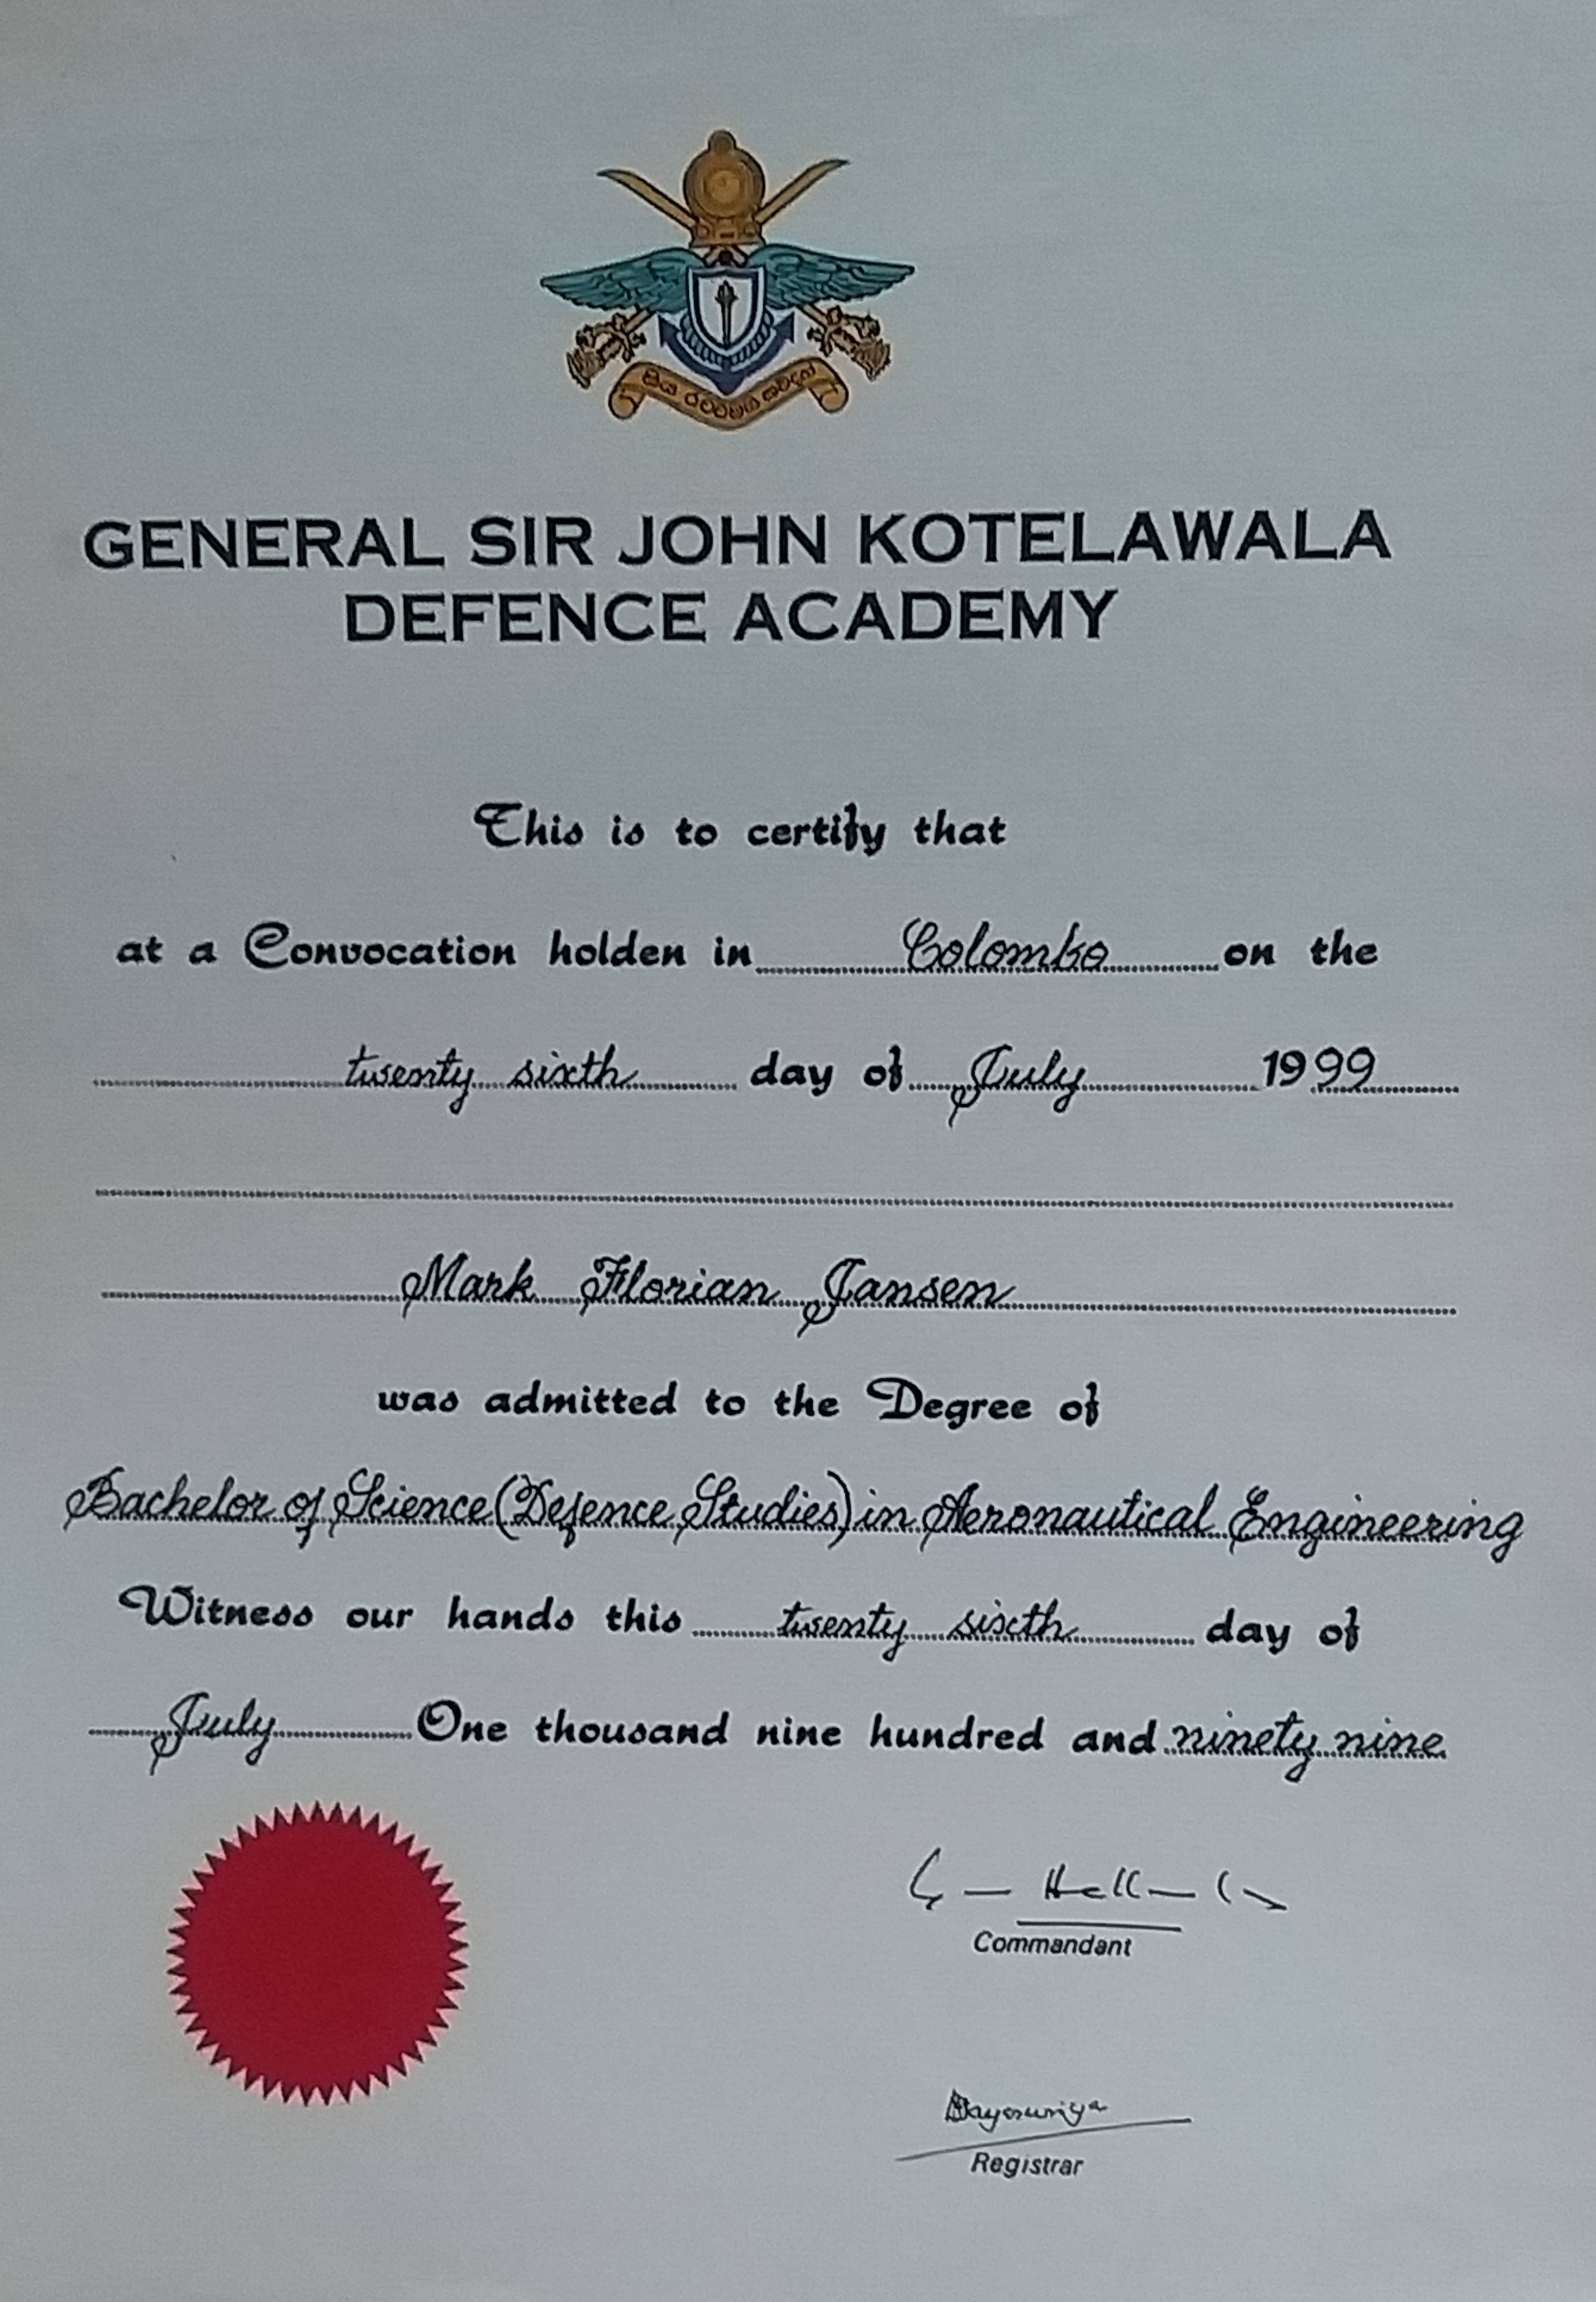 GENERAL SIR JOHN KOTELAWALA
DEFENCE ACADEMY
This is to certify that
at a Convocation holden in Colombo on the
twenty sixth day of July 1999
Mark Florian Jansen
was admitted to the Degree of
Bachelor of Science (Defence Studies) in Aeronautical Engineering
Witness our hands this twenty sixth day of
July One thousand nine hundred and ninety nine
Commandant
Registrar